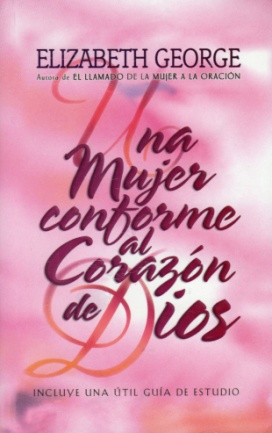 ELIZABETH GEORGE
Autora de EL LLAMADO DE LA MUJER A LA ORACIÓN
Una
Mujer
conforme
al
Corazón
de Dios
INCLUYE UNA ÚTIL GUÍA DE ESTUDIO